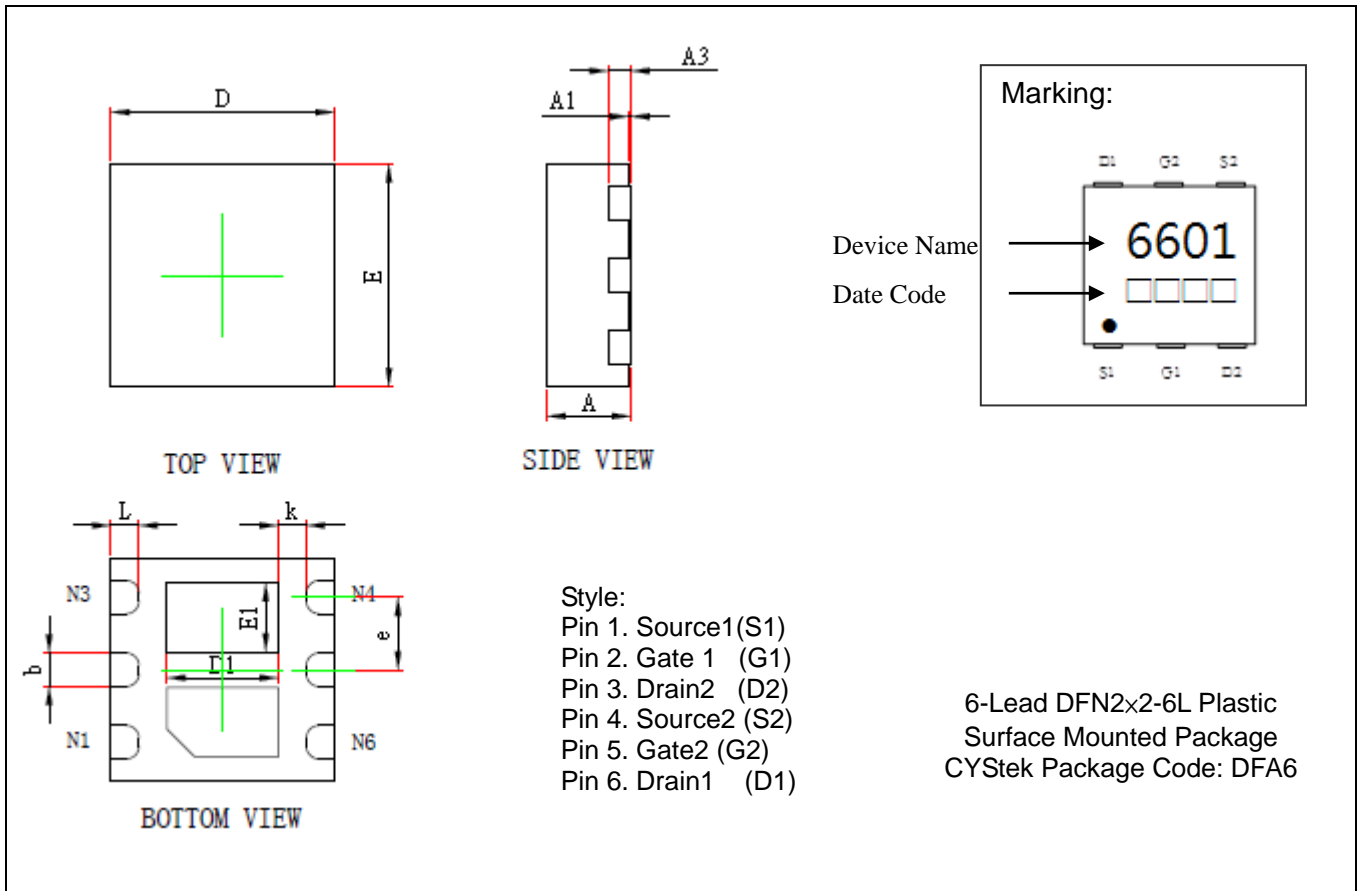 D
A3
A1
E
A
TOP VIEW
SIDE VIEW
Marking:
D1 G2 S2
Device Name
6601
Date Code
S1 G1 D2
L
k
N3
N4
E1
e
b
D1
N1
N6
BOTTOM VIEW
Style:
Pin 1. Source1(S1)
Pin 2. Gate 1 (G1)
Pin 3. Drain2 (D2)
Pin 4. Source2 (S2)
Pin 5. Gate2 (G2)
Pin 6. Drain1 (D1)
6-Lead DFN2×2-6L Plastic
Surface Mounted Package
CYStek Package Code: DFA6